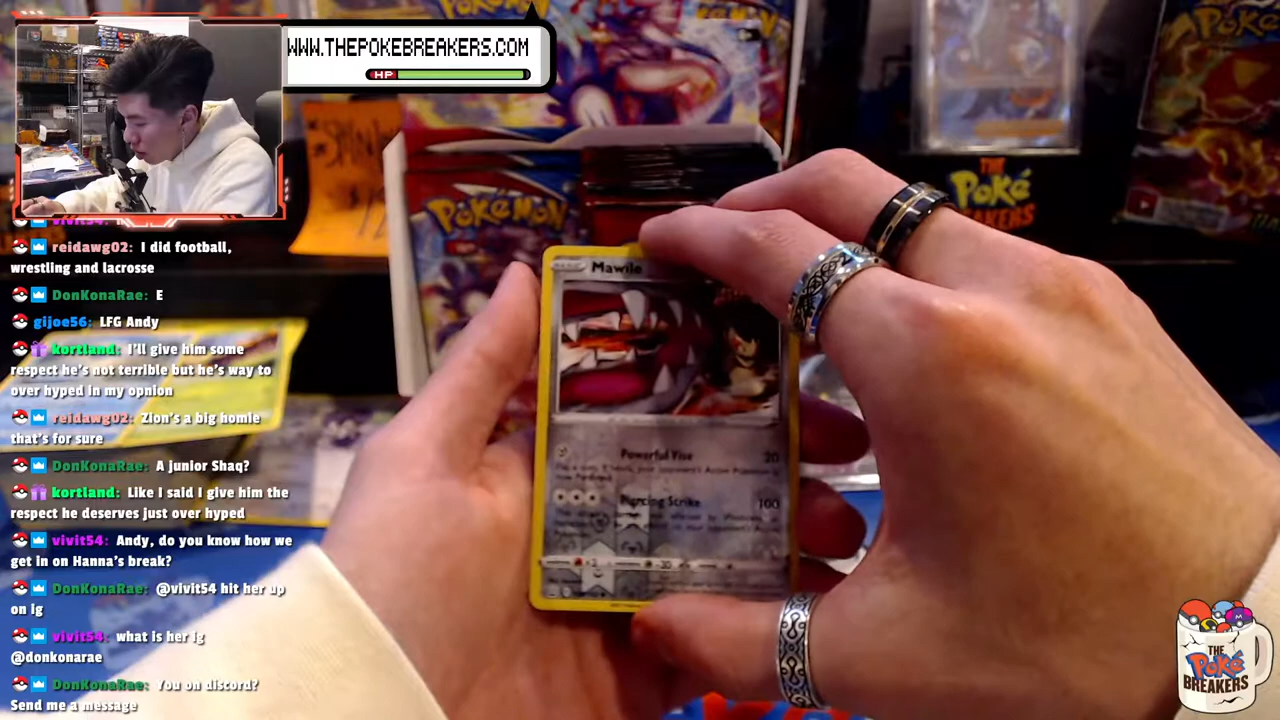 WWW.THEPOKEBREAKERS.COM
HP
POKÉMON
POKÉMON
THE
Poké
BREAKERS
reidawg02: I did football,
wrestling and lacrosse
DonKonaRae: E
gijoe56: LFG Andy
kortland: I'll give him some
respect he's not terrible but he's way to
over hyped in my opnion
reidawg02: Zion's a big homie
that's for sure
DonKonaRae: A junior Shaq?
kortland: Like I said I give him the
respect he deserves just over hyped
vivit54: Andy, do you know how we
get in on Hanna's break?
DonKonaRae: @vivit54 hit her up
on ig
vivit54: what is her ig
@donkonarae
DonKonaRae: You on discord?
Send me a message
Mawile
Powerful Vise 20
Piercing Strike 100
THE
Poké
BREAKERS